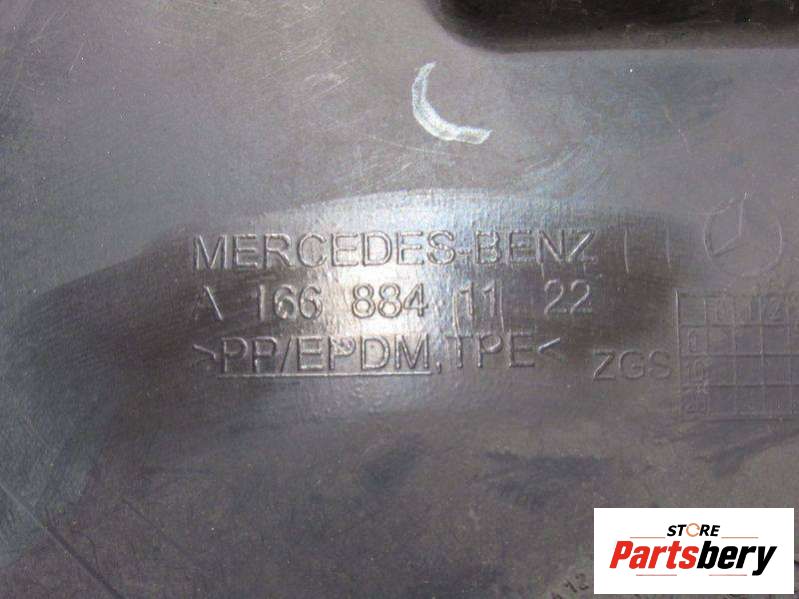 MERCEDES-BENZ
A 166 884 11 22
>PP/EPDM,TPE<
ZGS
STORE
Partsbery